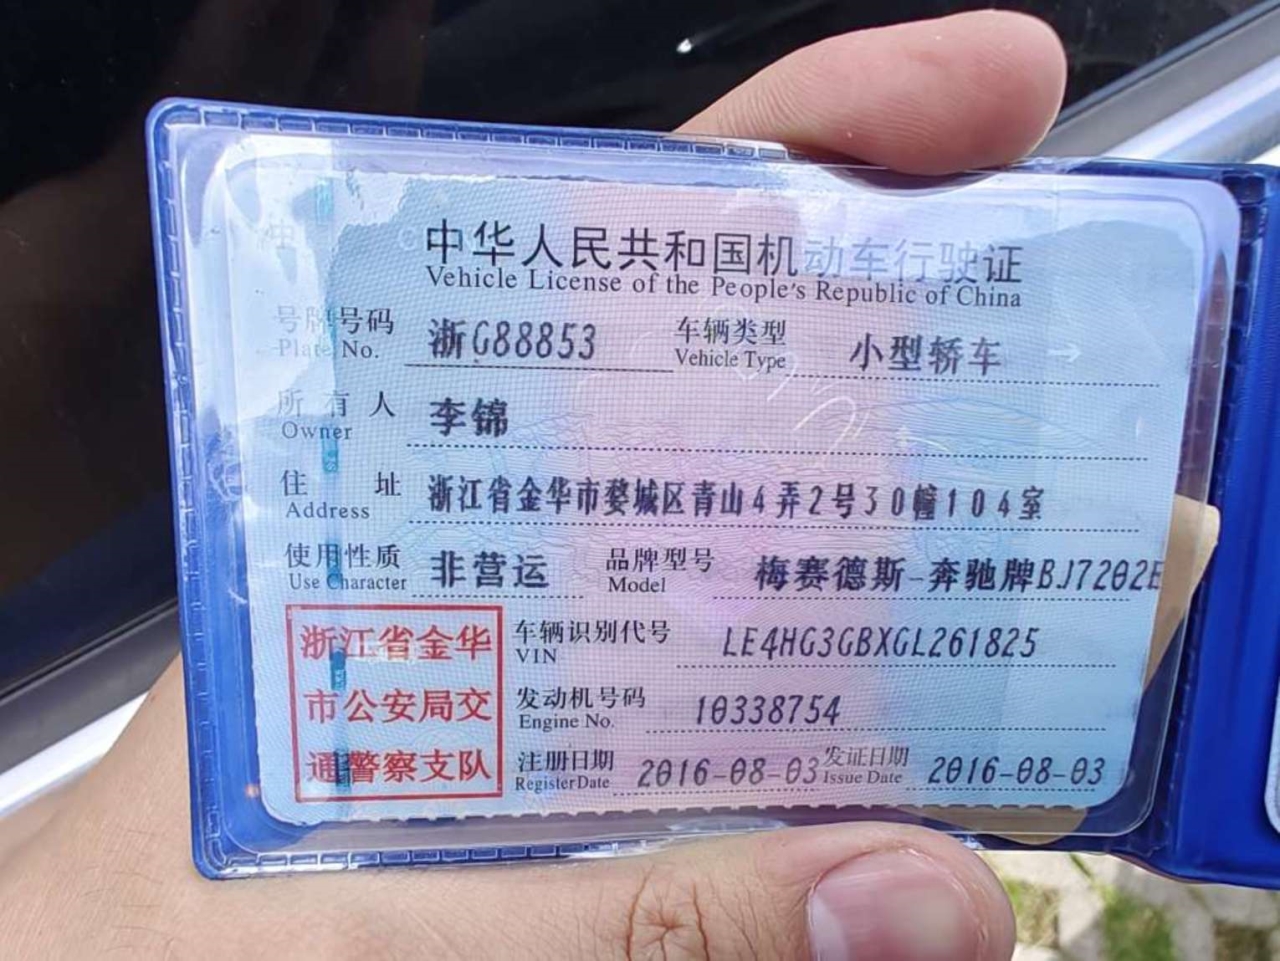 中华人民共和国机动车行驶证
Vehicle License of the People's Republic of China
号牌号码 浙G88853 车辆类型 小型轿车
Plate No. Vehicle Type
所有人 李锦
Owner
住址 浙江省金华市婺城区青山4弄2号30幢104室
Address
使用性质 非营运 品牌型号 梅赛德斯-奔驰牌BJ7202E
Use Character Model
浙江省金华 车辆识别代号 LE4HG3GBXGL261825
VIN
市公安局交 发动机号码 10338754
Engine No.
通警察支队 注册日期 2016-08-03 发证日期 2016-08-03
Register Date Issue Date